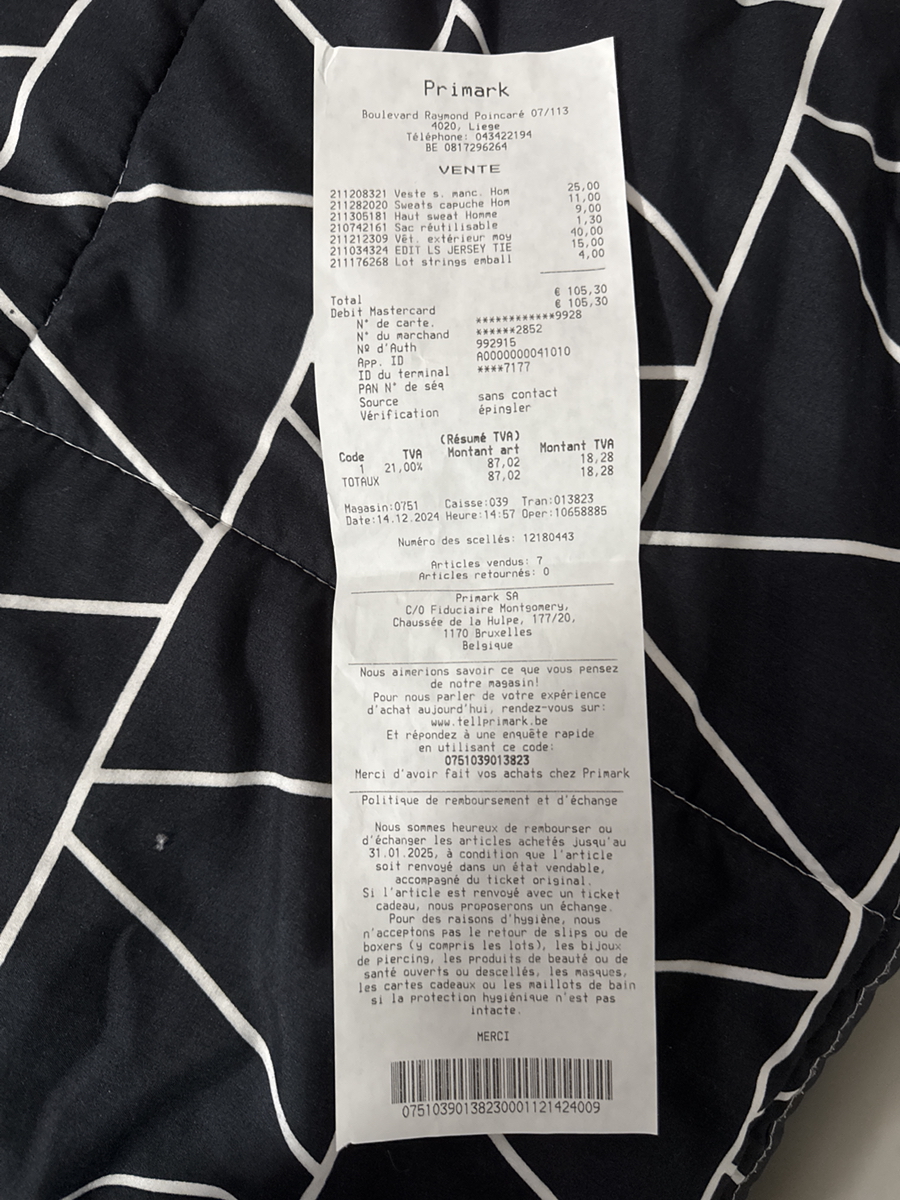 Primark
Boulevard Raymond Poincaré 07/113
4020, Liege
Téléphone: 043422194
BE 0817296264
VENTE
211208321 Veste s. manc. Hom 25,00
211282020 Sweats capuche Hom 11,00
211305181 Haut sweat Homme 9,00
210742161 Sac réutilisable 1,30
211212309 Vêt. extérieur moy 40,00
211034324 EDIT LS JERSEY TIE 15,00
211176268 Lot strings emball 4,00
Total € 105,30
Debit Mastercard € 105,30
N° de carte. ************9928
N° du marchand ******2852
Nº d'Auth 992915
App. ID A0000000041010
ID du terminal ****7177
PAN N° de séq
Source sans contact
Vérification épingler
(Résumé TVA)
Code TVA Montant art Montant TVA
1 21,00% 87,02 18,28
TOTAUX 87,02 18,28
Magasin:0751 Caisse:039 Tran:013823
Date:14.12.2024 Heure:14:57 Oper:10658885
Numéro des scellés: 12180443
Articles vendus: 7
Articles retournés: 0
Primark SA
C/O Fiduciaire Montgomery,
Chaussée de la Hulpe, 177/20,
1170 Bruxelles
Belgique
Nous aimerions savoir ce que vous pensez
de notre magasin!
Pour nous parler de votre expérience
d'achat aujourd'hui, rendez-vous sur:
www.tellprimark.be
Et répondez à une enquête rapide
en utilisant ce code:
0751039013823
Merci d'avoir fait vos achats chez Primark
Politique de remboursement et d'échange
Nous sommes heureux de rembourser ou
d'échanger les articles achetés jusqu'au
31.01.2025, à condition que l'article
soit renvoyé dans un état vendable,
accompagné du ticket original.
Si l'article est renvoyé avec un ticket
cadeau, nous proposerons un échange.
Pour des raisons d'hygiène, nous
n'acceptons pas le retour de slips ou de
boxers (y compris les lots), les bijoux
de piercing, les produits de beauté ou de
santé ouverts ou descellés, les masques,
les cartes cadeaux ou les maillots de bain
si la protection hygiénique n'est pas
intacte.
MERCI
07510390138230001121424009